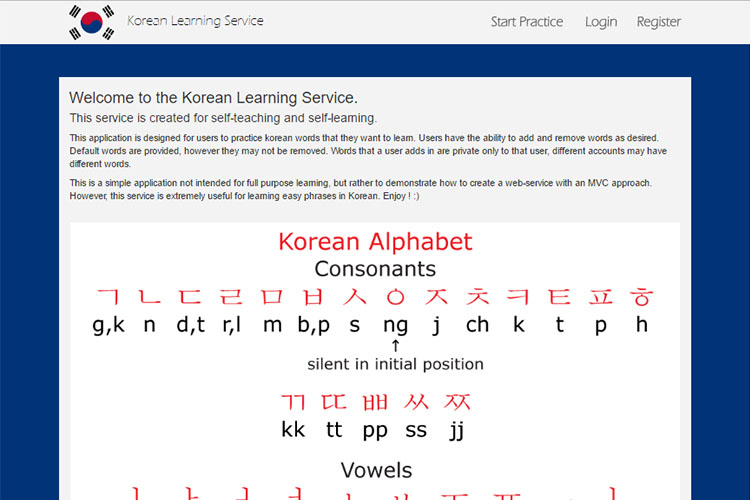 Korean Learning Service
Start Practice Login Register
Welcome to the Korean Learning Service.
This service is created for self-teaching and self-learning.
This application is designed for users to practice korean words that they want to learn. Users have the ability to add and remove words as desired.
Default words are provided, however they may not be removed. Words that a user adds in are private only to that user, different accounts may have
different words.
This is a simple application not intended for full purpose learning, but rather to demonstrate how to create a web-service with an MVC approach.
However, this service is extremely useful for learning easy phrases in Korean. Enjoy ! :)
Korean Alphabet
Consonants
ㄱ ㄴ ㄷ ㄹ ㅁ ㅂ ㅅ ㅇ ㅈ ㅊ ㅋ ㅌ ㅍ ㅎ
g,k n d,t r,l m b,p s ng j ch k t p h
↑
silent in initial position
ㄲ ㄸ ㅃ ㅆ ㅉ
kk tt pp ss jj
Vowels